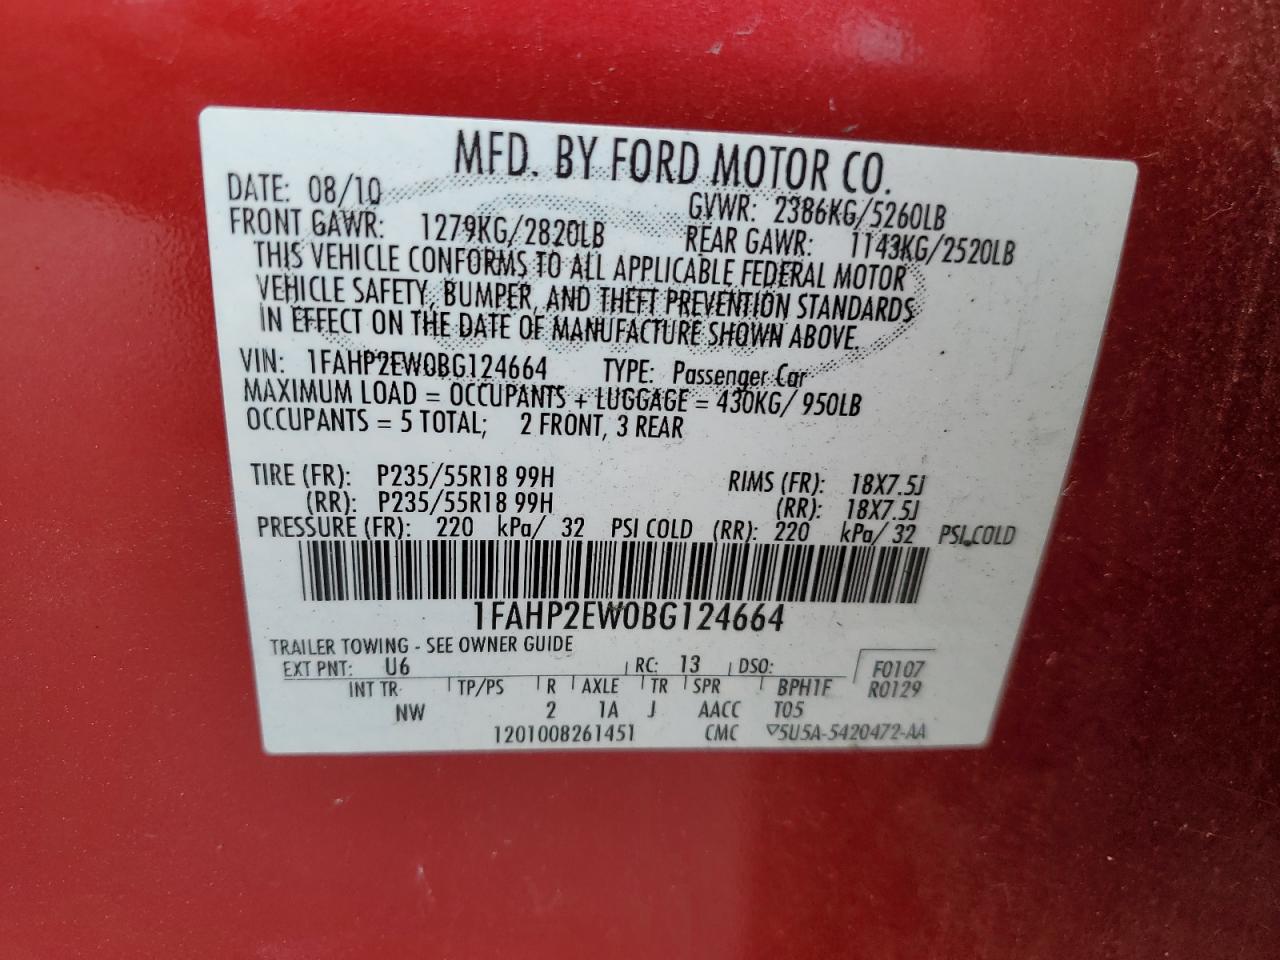 MFD. BY FORD MOTOR CO.
DATE: 08/10 GVWR: 2386KG/5260LB
FRONT GAWR: 1279KG/2820LB REAR GAWR: 1143KG/2520LB
THIS VEHICLE CONFORMS TO ALL APPLICABLE FEDERAL MOTOR
VEHICLE SAFETY, BUMPER, AND THEFT PREVENTION STANDARDS
IN EFFECT ON THE DATE OF MANUFACTURE SHOWN ABOVE.
VIN: 1FAHP2EW0BG124664 TYPE: Passenger Car
MAXIMUM LOAD = OCCUPANTS + LUGGAGE = 430KG/ 950LB
OCCUPANTS = 5 TOTAL; 2 FRONT, 3 REAR
TIRE (FR): P235/55R18 99H RIMS (FR): 18X7.5J
(RR): P235/55R18 99H (RR): 18X7.5J
PRESSURE (FR): 220 kPa/ 32 PSI COLD (RR): 220 kPa/ 32 PSI COLD
1FAHP2EW0BG124664
TRAILER TOWING - SEE OWNER GUIDE
EXT PNT: U6 RC: 13 DSO: F0107
INT TR TP/PS R AXLE TR SPR BPH1F R0129
NW 2 1A J AACC T05
1201008261451 CMC ▽5U5A-5420472-AA